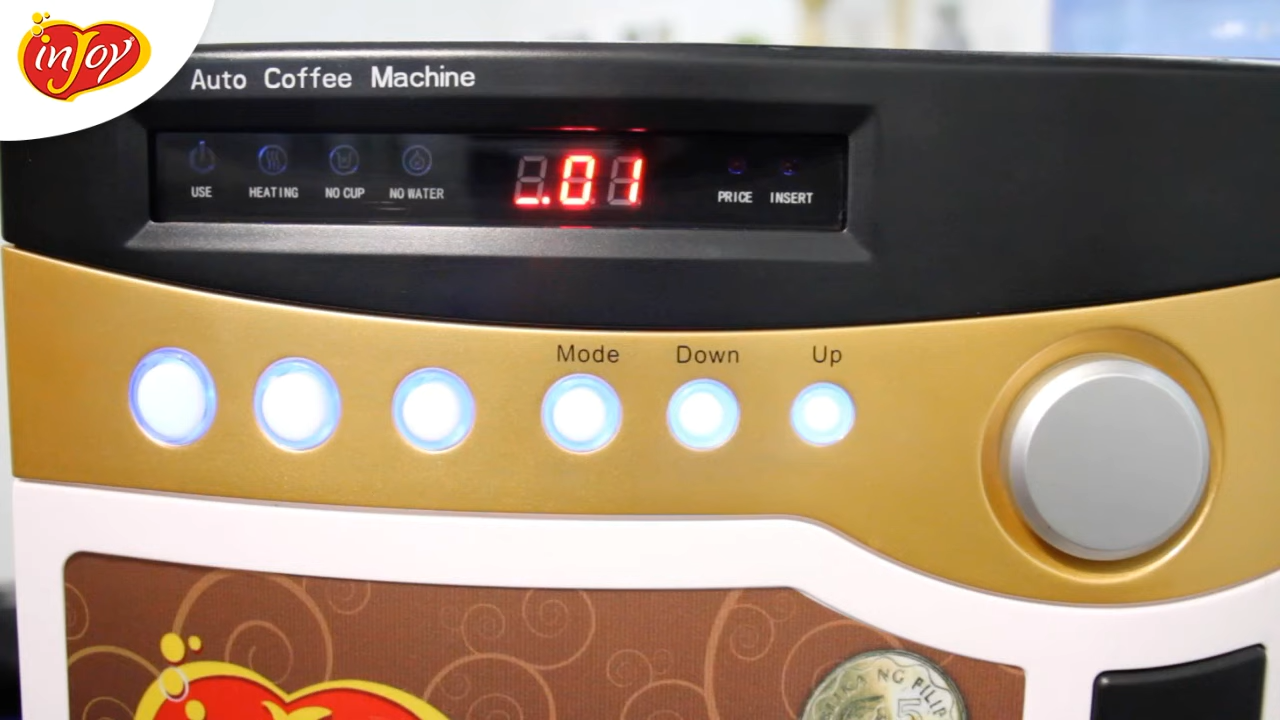 inJoy
Auto Coffee Machine
USE HEATING NO CUP NO WATER
_.01
PRICE INSERT
Mode Down Up